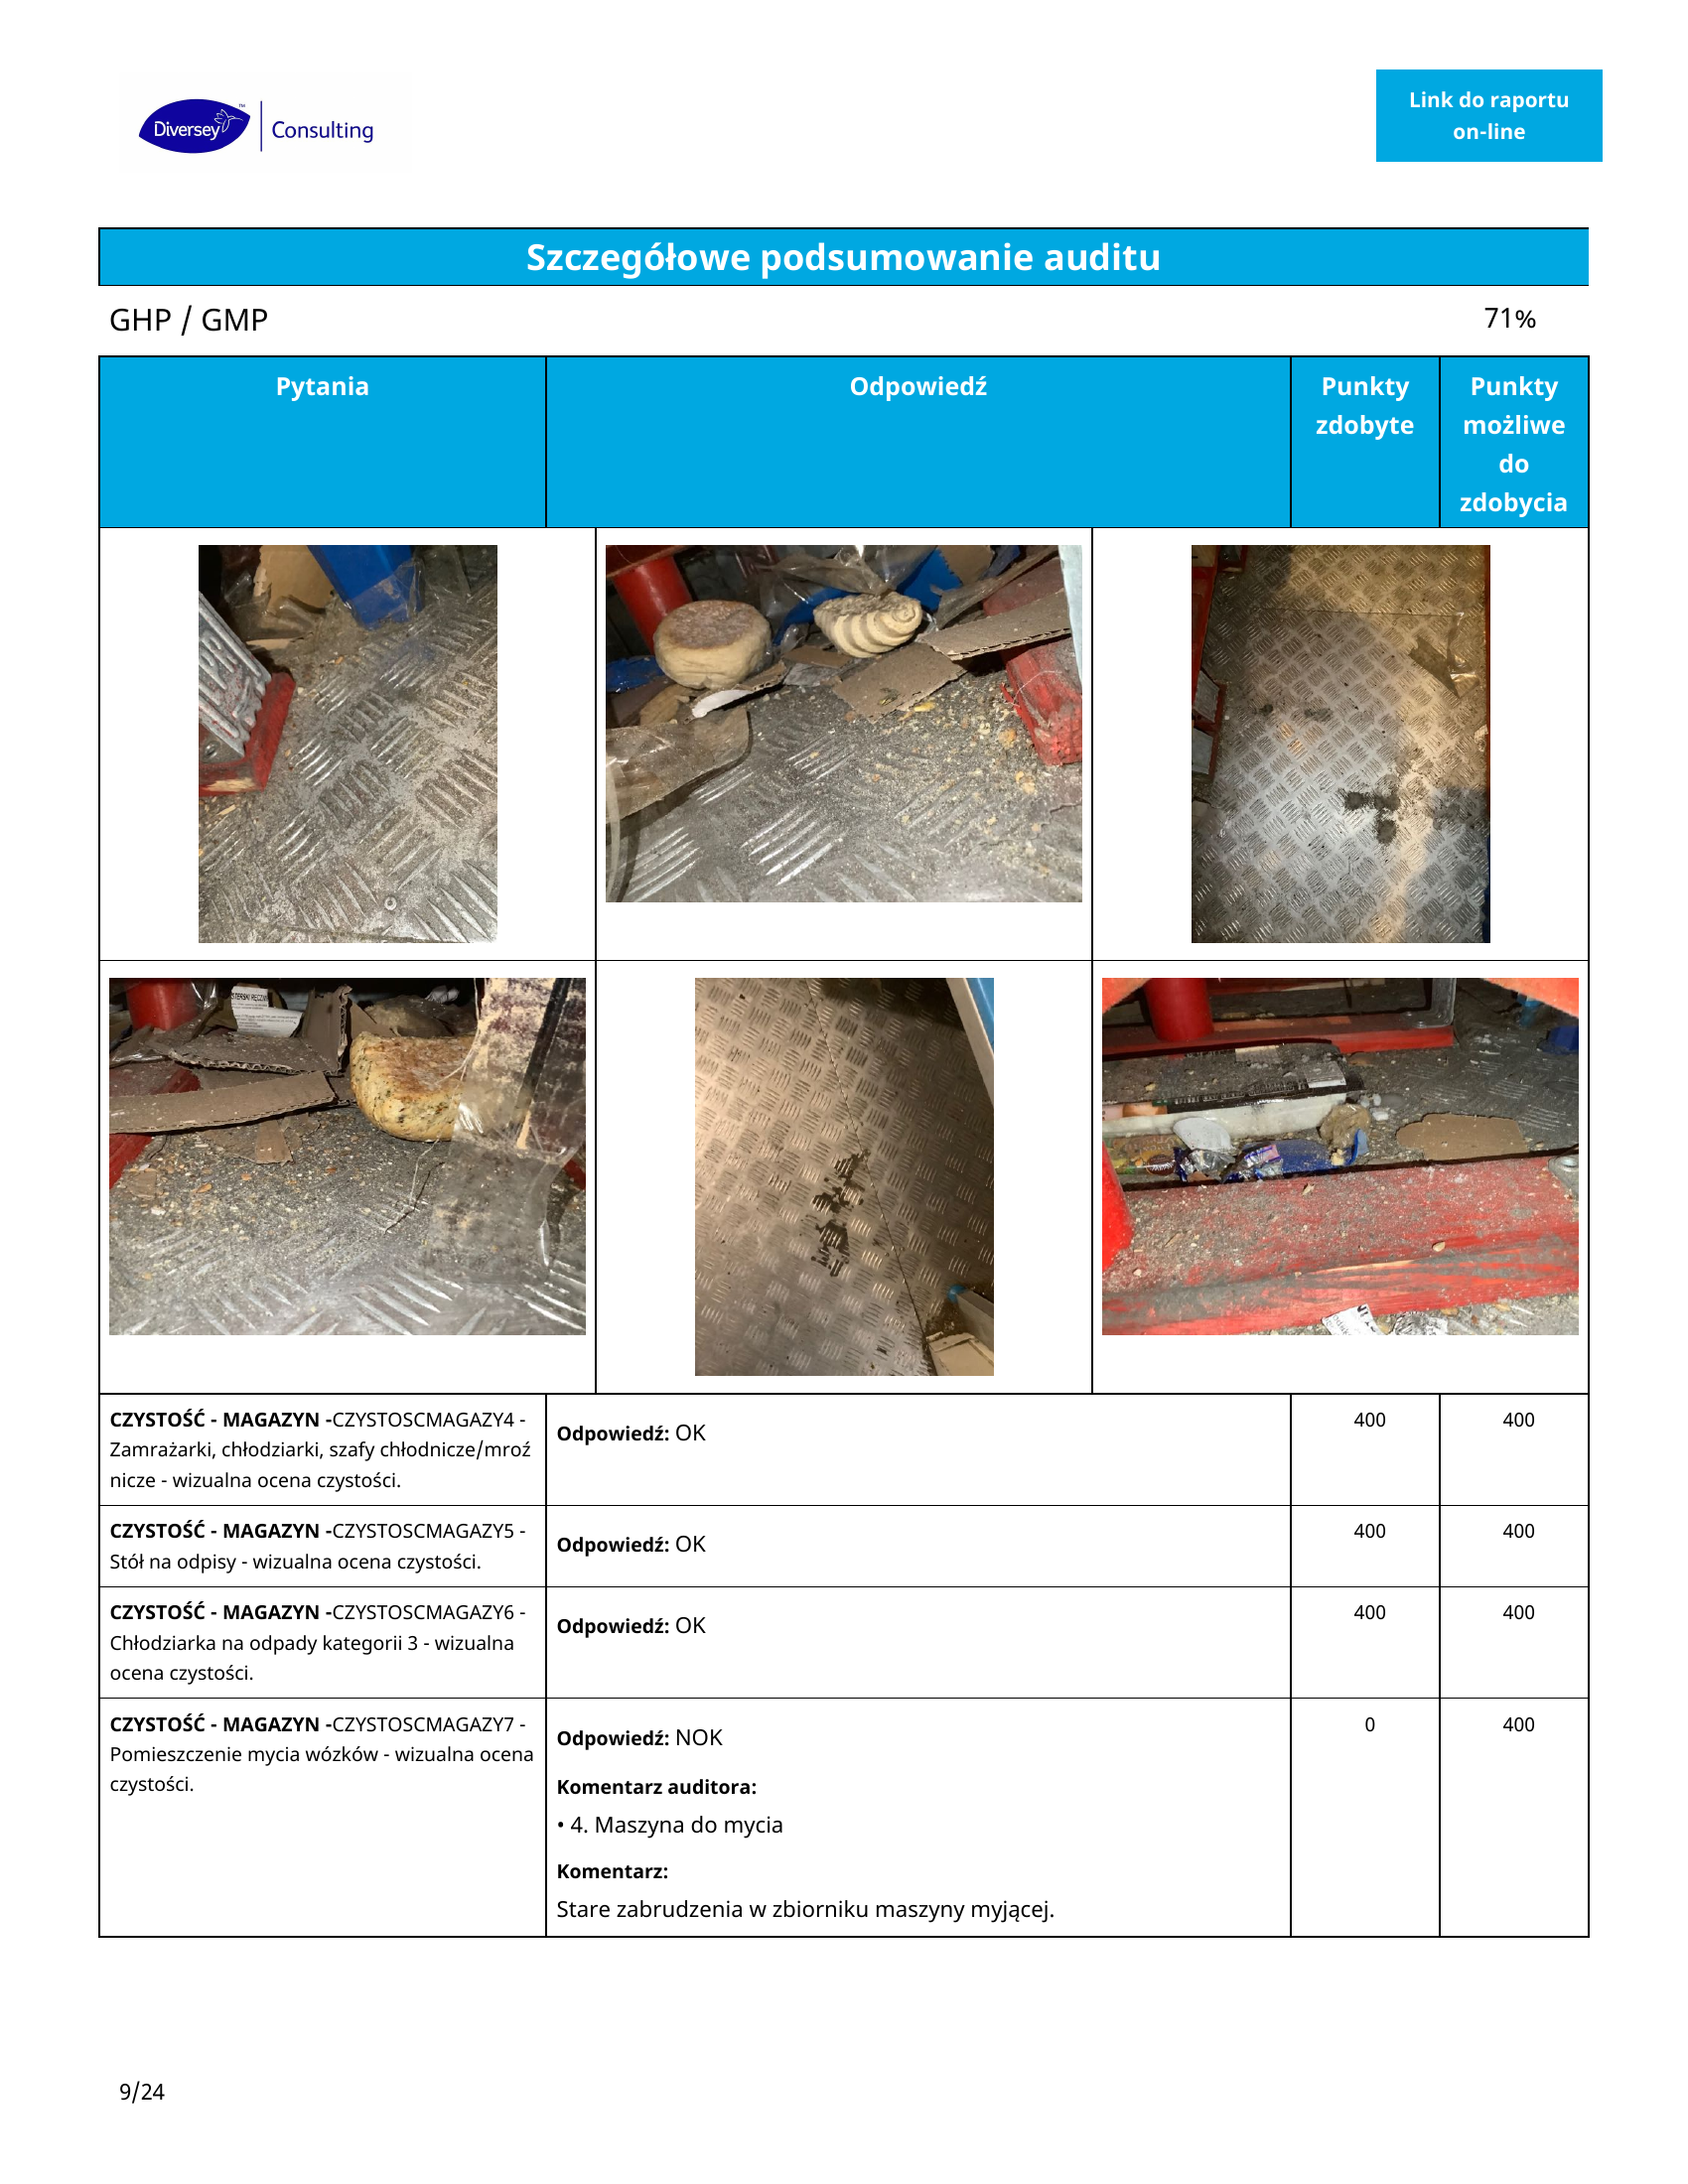 Diversey™ Consulting
Link do raportu
on-line
Szczegółowe podsumowanie auditu
GHP / GMP 71%
Pytania Odpowiedź Punkty zdobyte Punkty możliwe do zdobycia
CZYSTOŚĆ - MAGAZYN -CZYSTOSCMAGAZY4 -
Zamrażarki, chłodziarki, szafy chłodnicze/mroź
nicze - wizualna ocena czystości.
Odpowiedź: OK
400 400
CZYSTOŚĆ - MAGAZYN -CZYSTOSCMAGAZY5 -
Stół na odpisy - wizualna ocena czystości.
Odpowiedź: OK
400 400
CZYSTOŚĆ - MAGAZYN -CZYSTOSCMAGAZY6 -
Chłodziarka na odpady kategorii 3 - wizualna
ocena czystości.
Odpowiedź: OK
400 400
CZYSTOŚĆ - MAGAZYN -CZYSTOSCMAGAZY7 -
Pomieszczenie mycia wózków - wizualna ocena
czystości.
Odpowiedź: NOK
Komentarz auditora:
• 4. Maszyna do mycia
Komentarz:
Stare zabrudzenia w zbiorniku maszyny myjącej.
0 400
9/24